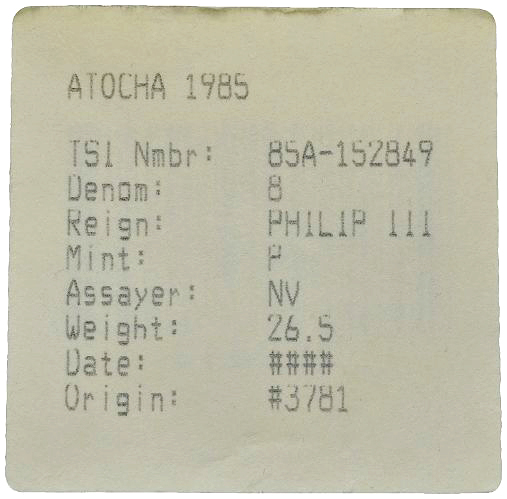 ATOCHA 1985
TSI Nmbr: 85A-152849
Denom: 8
Reign: PHILIP III
Mint: P
Assayer: NV
Weight: 26.5
Date: ####
Origin: #3781